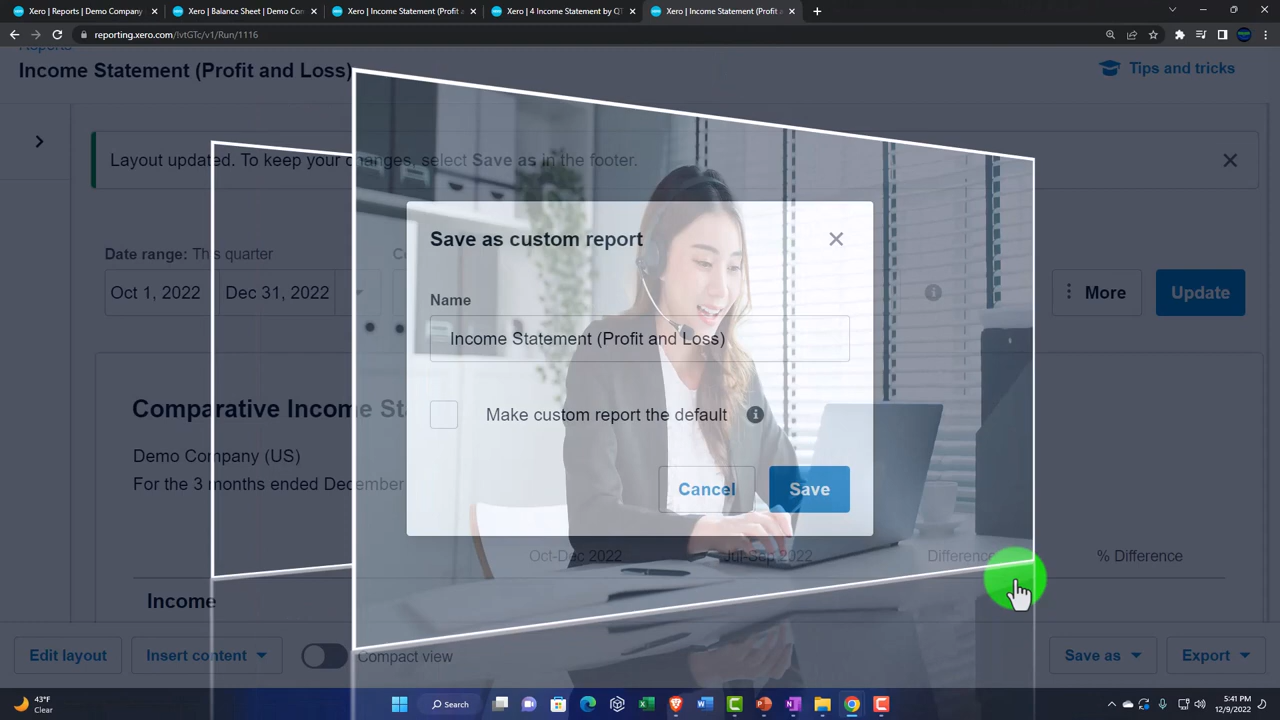 Xero | Reports | Demo Company
Xero | Balance Sheet | Demo Com
Xero | Income Statement (Profit a
Xero | 4 Income Statement by QT
Xero | Income Statement (Profit a
reporting.xero.com/!vtGTc/v1/Run/1116
Reports
Income Statement (Profit and Loss)
Tips and tricks
Layout updated. To keep your changes, select Save as in the footer.
Save as custom report
Date range: This quarter
Oct 1, 2022
Dec 31, 2022
More
Update
Name
Income Statement (Profit and Loss)
Comparative Income Sta
Make custom report the default
Demo Company (US)
For the 3 months ended December
Cancel
Save
Oct-Dec 2022
Jul-Sep 2022
Difference
% Difference
Income
Edit layout
Insert content
Compact view
Save as
Export
43°F
Clear
Search
5:41 PM
12/9/2022